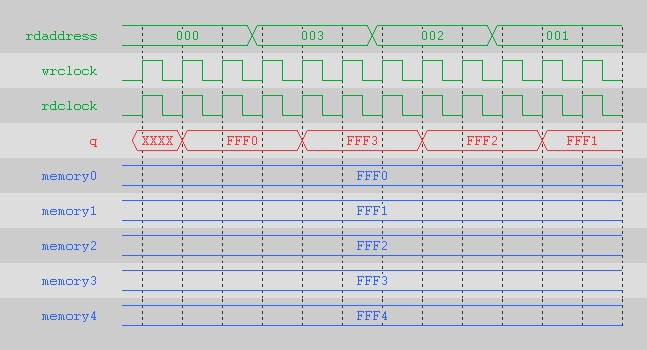 rdaddress 000 003 002 001
wrclock
rdclock
q XXXX FFF0 FFF3 FFF2 FFF1
memory0 FFF0
memory1 FFF1
memory2 FFF2
memory3 FFF3
memory4 FFF4